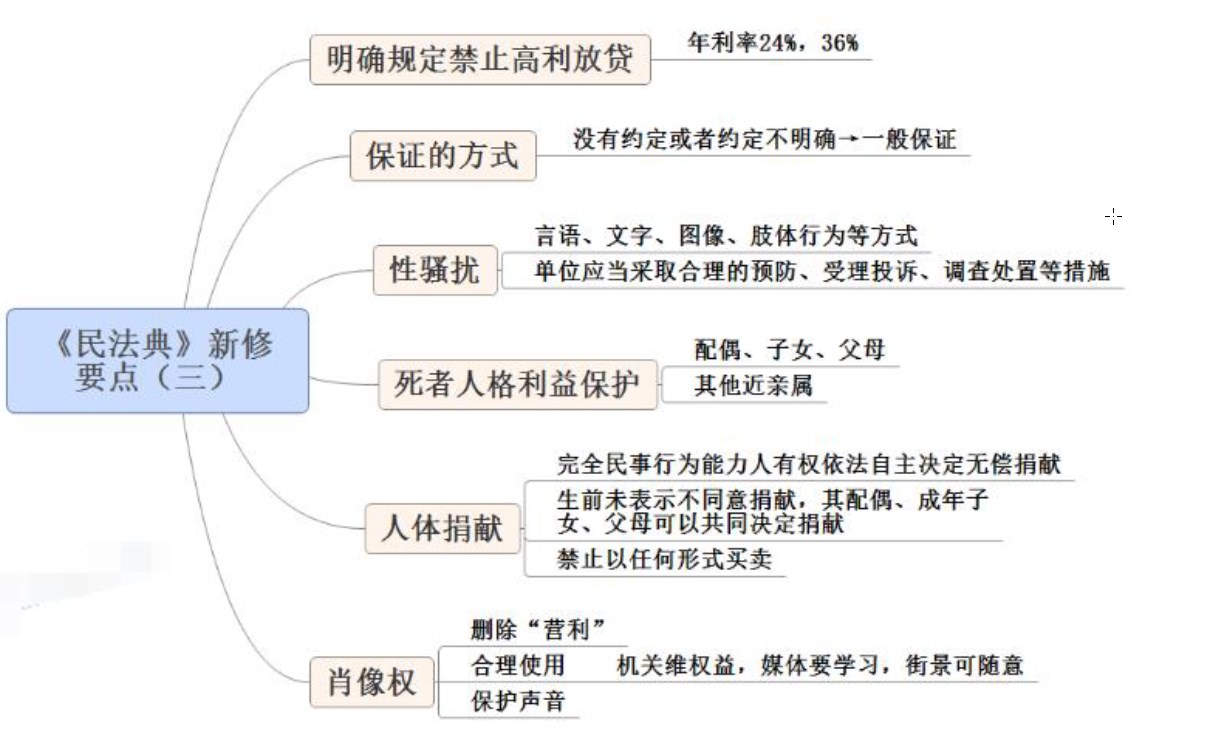 《民法典》新修
要点（三）
明确规定禁止高利放贷
年利率24%，36%
保证的方式
没有约定或者约定不明确→一般保证
性骚扰
言语、文字、图像、肢体行为等方式
单位应当采取合理的预防、受理投诉、调查处置等措施
死者人格利益保护
配偶、子女、父母
其他近亲属
人体捐献
完全民事行为能力人有权依法自主决定无偿捐献
生前未表示不同意捐献，其配偶、成年子
女、父母可以共同决定捐献
禁止以任何形式买卖
肖像权
删除“营利”
合理使用 机关维权益，媒体要学习，街景可随意
保护声音